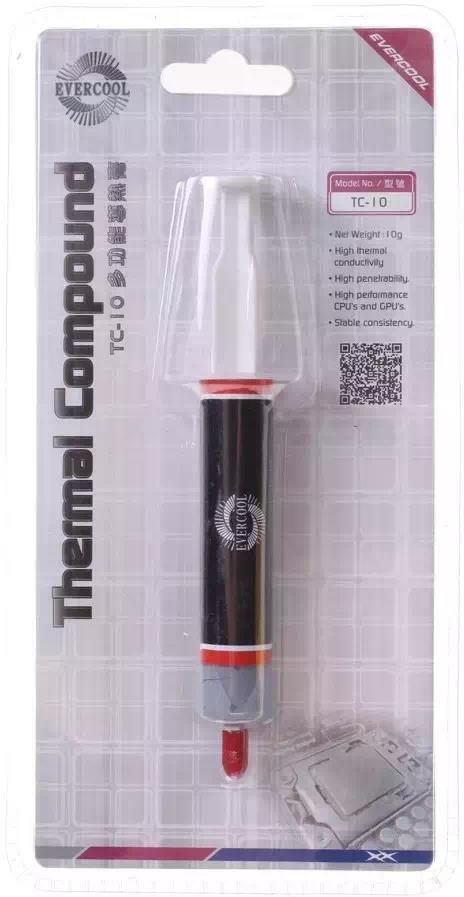 EVERCOOL
EVERCOOL
Thermal Compound
TC-10 多功能導熱膏
Model No. / 型號
TC-10
• Net Weight : 10g
• High thermal
conductivity
• High penetrability.
• High performance
CPU's and GPU's.
• Stable consistency.
EVERCOOL